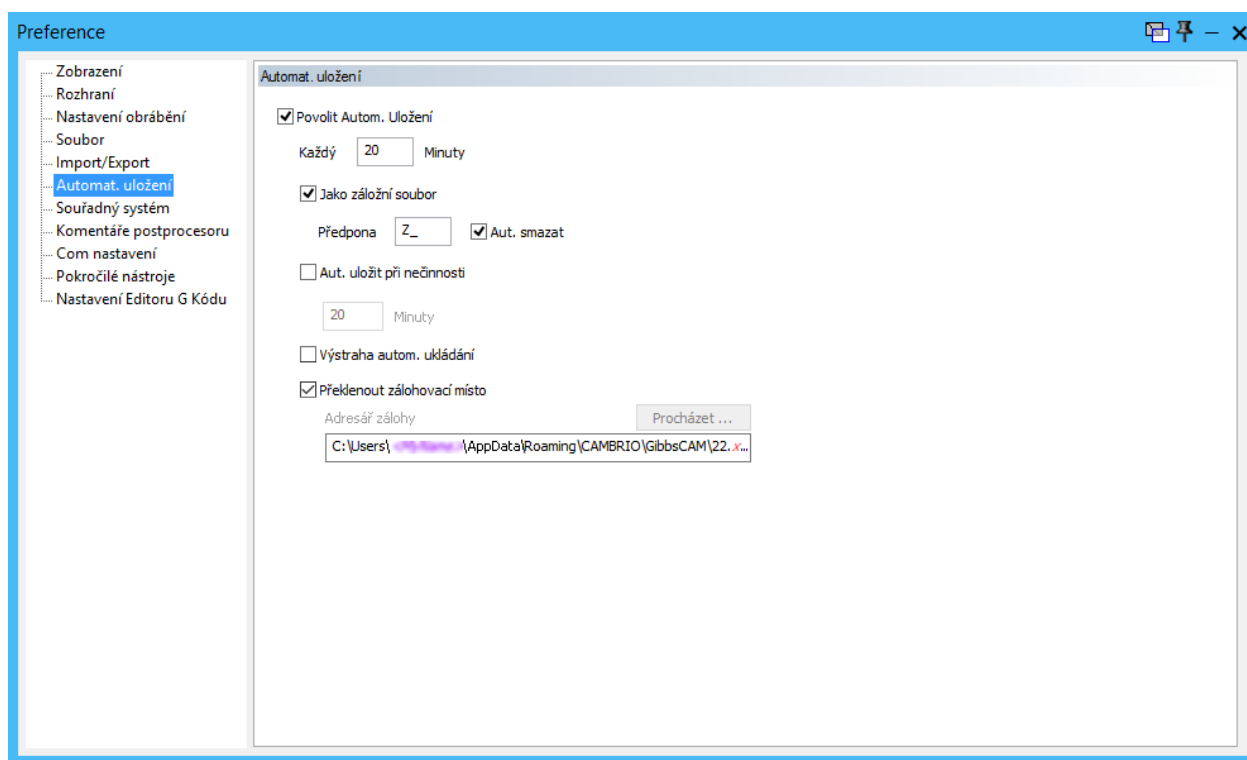 Preference
Zobrazení
Rozhraní
Nastavení obrábění
Soubor
Import/Export
Automat. uložení
Souřadný systém
Komentáře postprocesoru
Com nastavení
Pokročilé nástroje
Nastavení Editoru G Kódu
Automat. uložení
Povolit Autom. Uložení
Každý 20 Minuty
Jako záložní soubor
Předpona Z_ Aut. smazat
Aut. uložit při nečinnosti
20 Minuty
Výstraha autom. ukládání
Překlenout zálohovací místo
Adresář zálohy Procházet ...
C:\Users\ \AppData\Roaming\CAMBRIO\GibbsCAM\22.x...